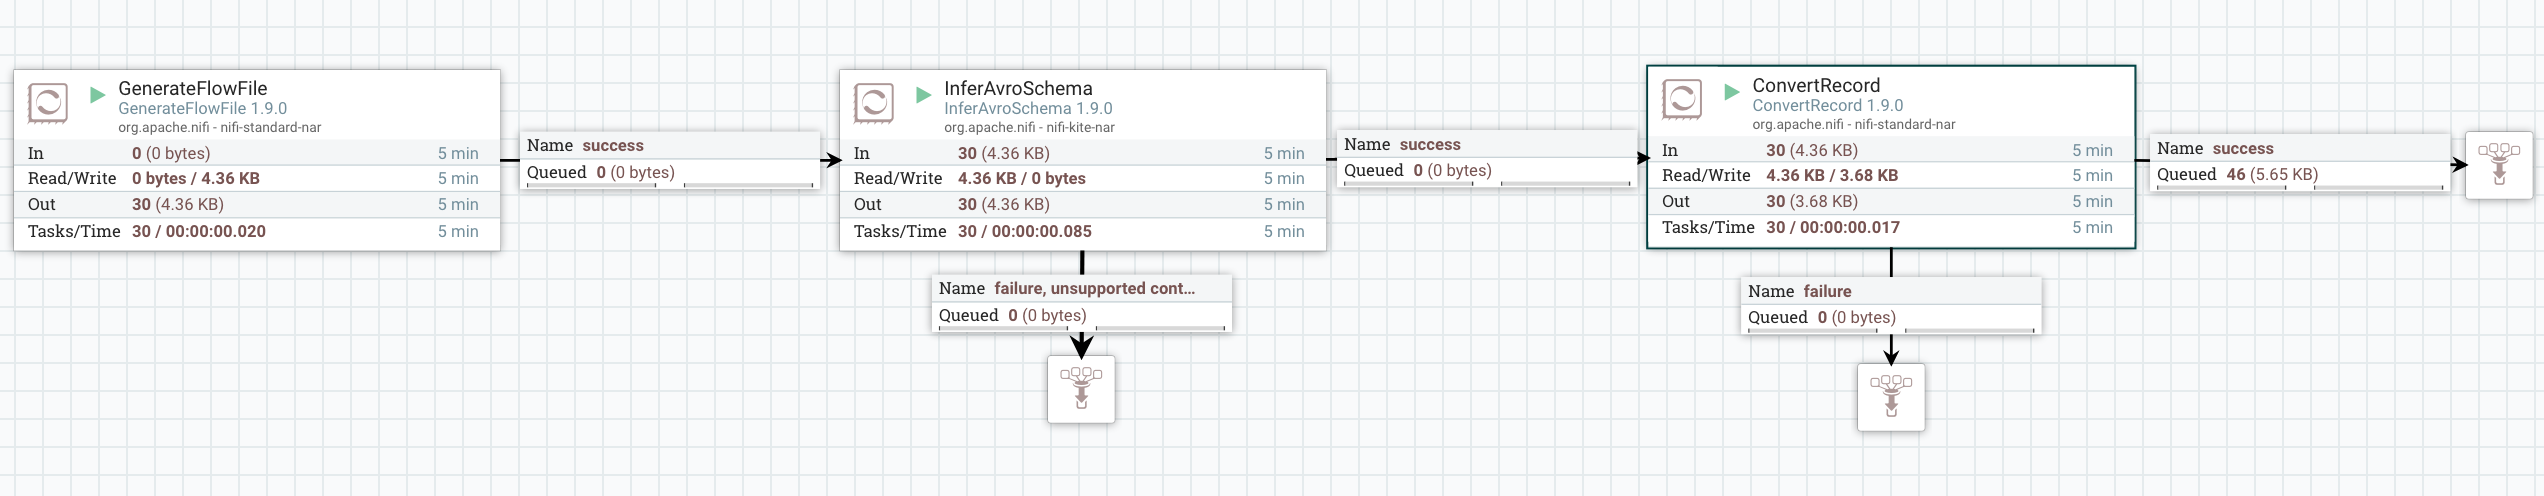 GenerateFlowFile
GenerateFlowFile 1.9.0
org.apache.nifi - nifi-standard-nar
In 0 (0 bytes) 5 min
Read/Write 0 bytes / 4.36 KB 5 min
Out 30 (4.36 KB) 5 min
Tasks/Time 30 / 00:00:00.020 5 min
Name success
Queued 0 (0 bytes)
InferAvroSchema
InferAvroSchema 1.9.0
org.apache.nifi - nifi-kite-nar
In 30 (4.36 KB) 5 min
Read/Write 4.36 KB / 0 bytes 5 min
Out 30 (4.36 KB) 5 min
Tasks/Time 30 / 00:00:00.085 5 min
Name failure, unsupported cont...
Queued 0 (0 bytes)
Name success
Queued 0 (0 bytes)
ConvertRecord
ConvertRecord 1.9.0
org.apache.nifi - nifi-standard-nar
In 30 (4.36 KB) 5 min
Read/Write 4.36 KB / 3.68 KB 5 min
Out 30 (3.68 KB) 5 min
Tasks/Time 30 / 00:00:00.017 5 min
Name failure
Queued 0 (0 bytes)
Name success
Queued 46 (5.65 KB)